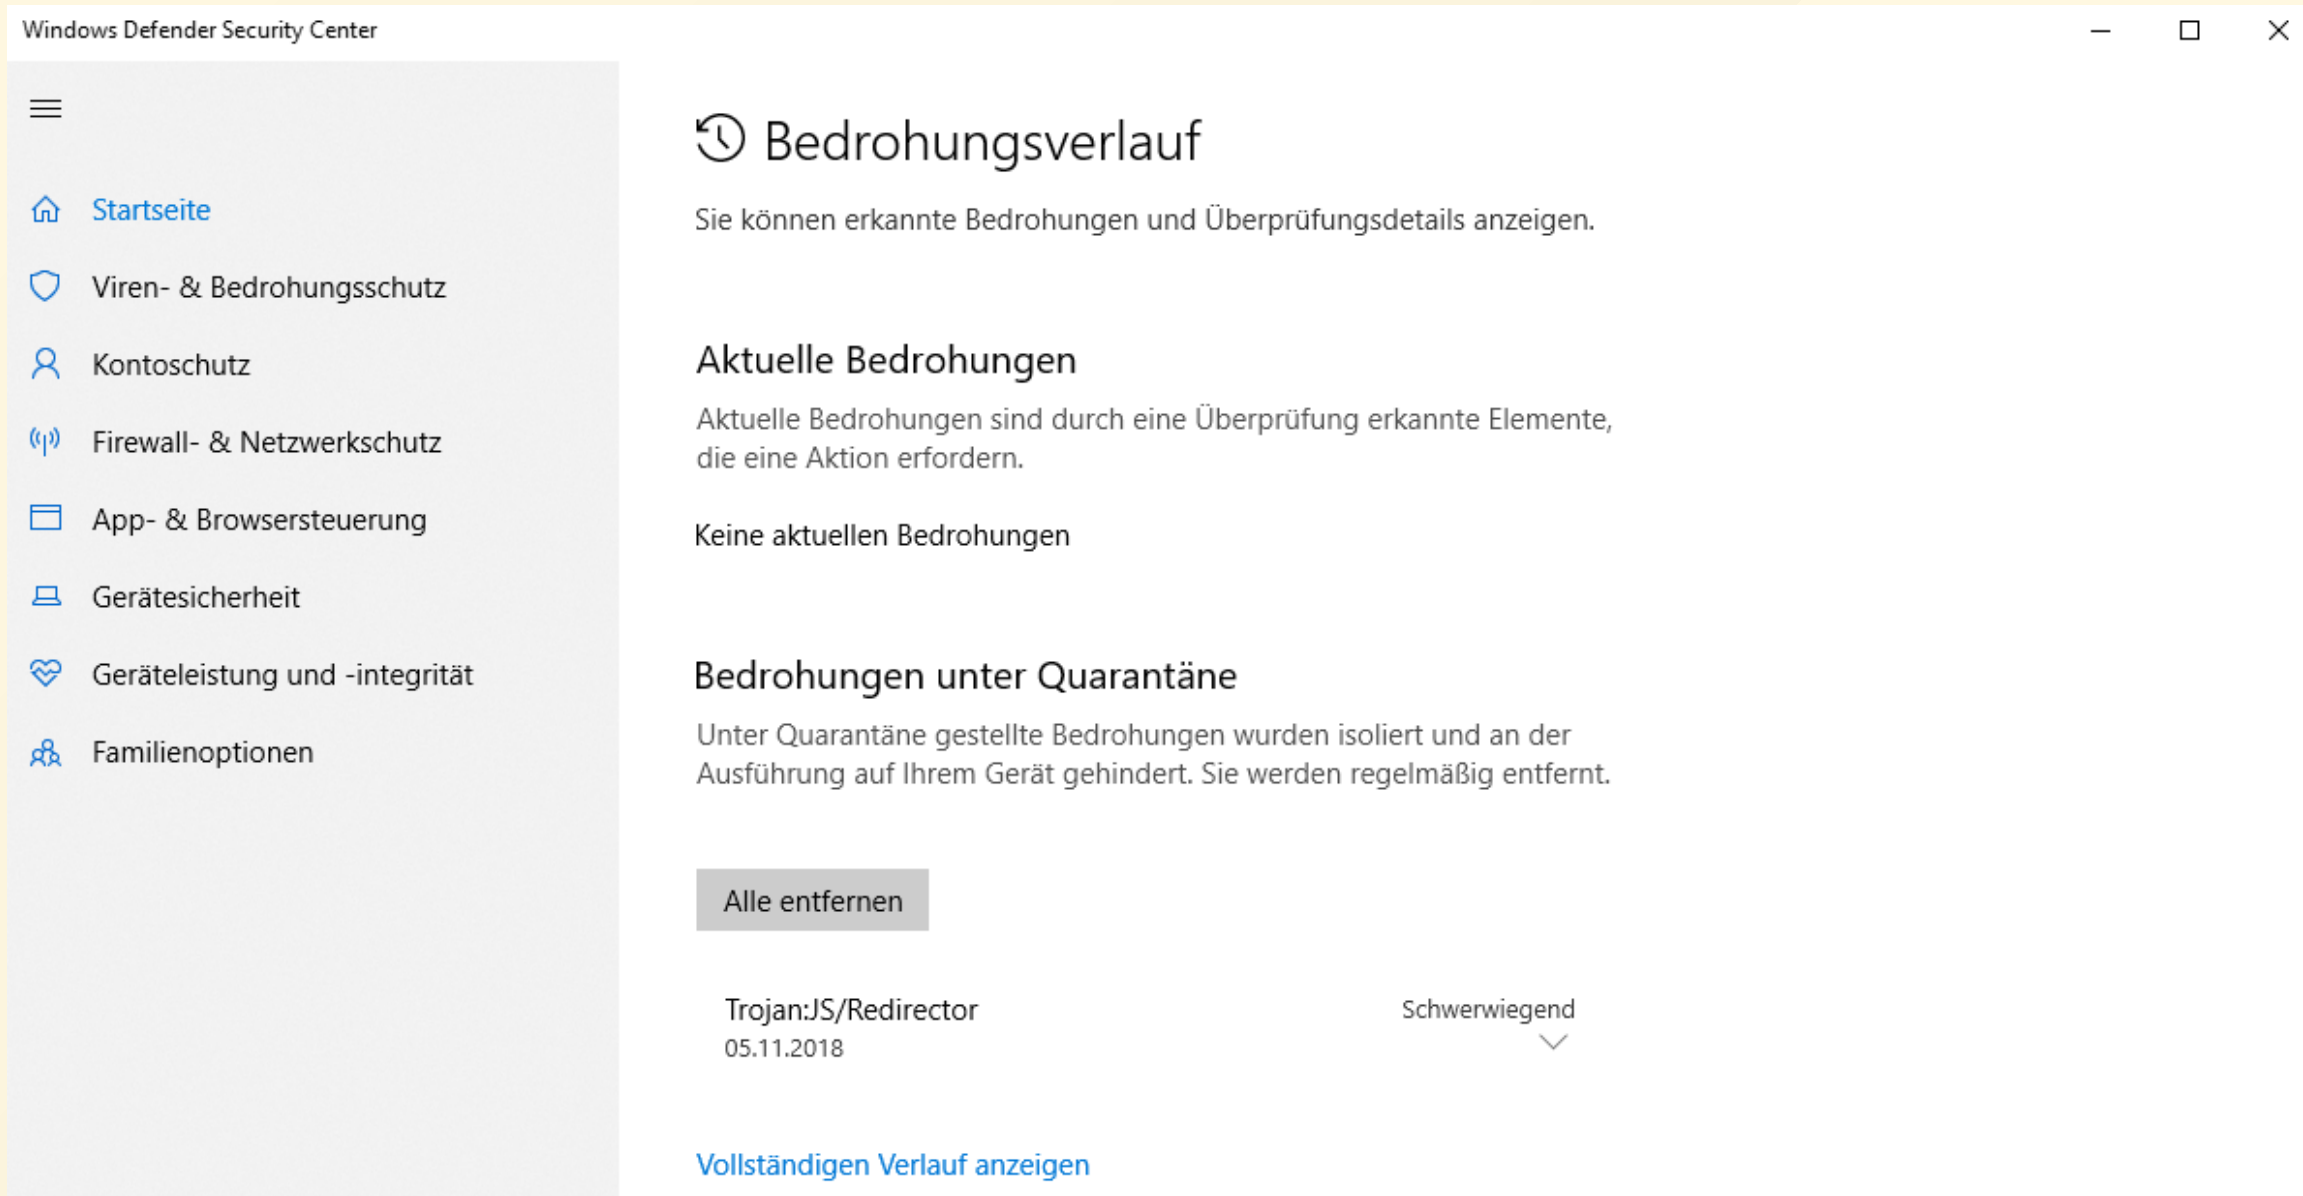 Windows Defender Security Center
Startseite
Viren- & Bedrohungsschutz
Kontoschutz
Firewall- & Netzwerkschutz
App- & Browsersteuerung
Gerätesicherheit
Geräteleistung und -integrität
Familienoptionen
Bedrohungsverlauf
Sie können erkannte Bedrohungen und Überprüfungsdetails anzeigen.
Aktuelle Bedrohungen
Aktuelle Bedrohungen sind durch eine Überprüfung erkannte Elemente,
die eine Aktion erfordern.
Keine aktuellen Bedrohungen
Bedrohungen unter Quarantäne
Unter Quarantäne gestellte Bedrohungen wurden isoliert und an der
Ausführung auf Ihrem Gerät gehindert. Sie werden regelmäßig entfernt.
Alle entfernen
Trojan:JS/Redirector
Schwerwiegend
05.11.2018
Vollständigen Verlauf anzeigen